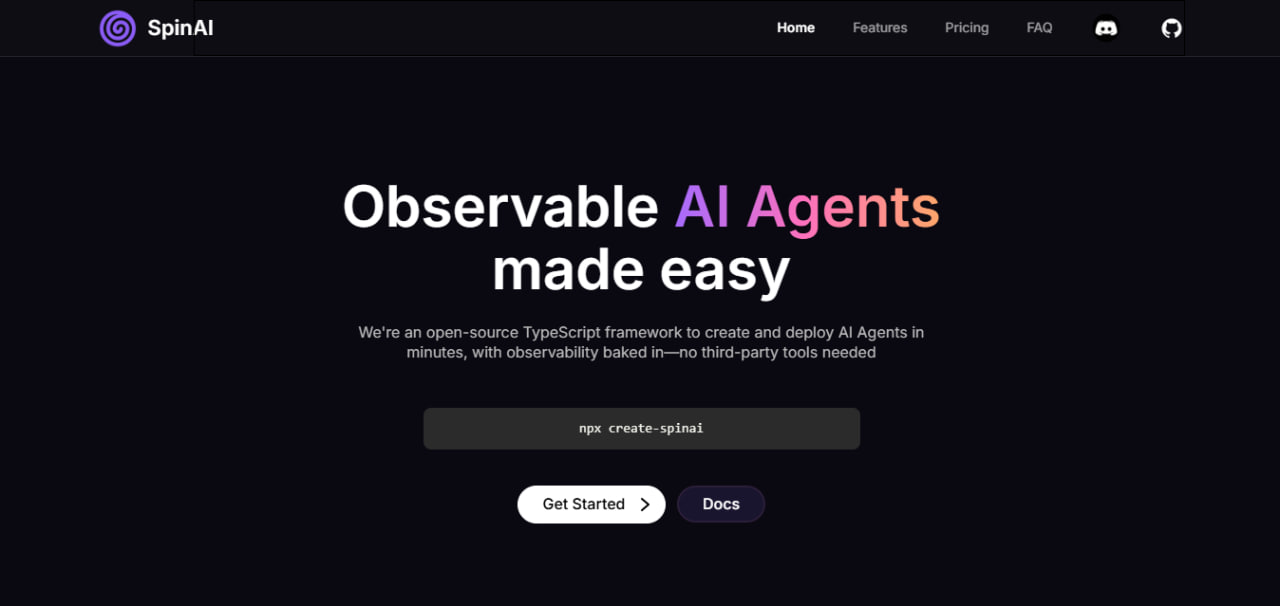 SpinAI
Home Features Pricing FAQ
Observable AI Agents
made easy
We're an open-source TypeScript framework to create and deploy AI Agents in
minutes, with observability baked in—no third-party tools needed
npx create-spinai
Get Started
Docs